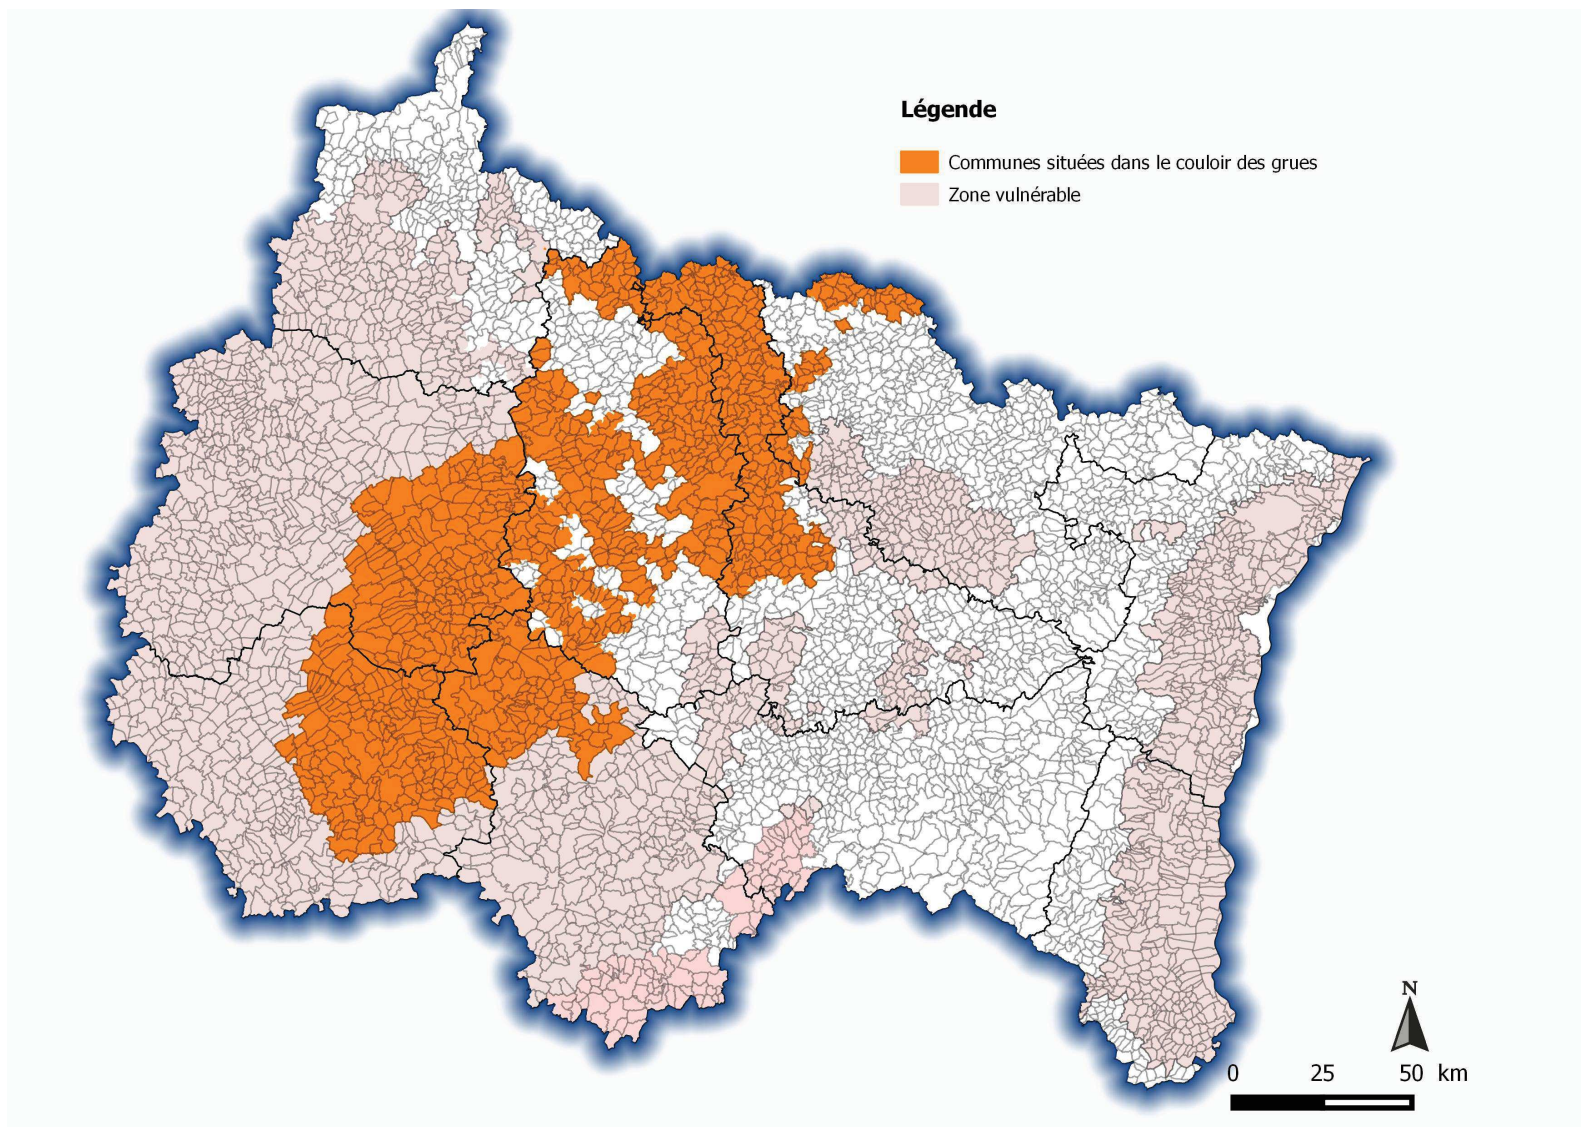 Légende
Communes situées dans le couloir des grues
Zone vulnérable
N
0 25 50 km